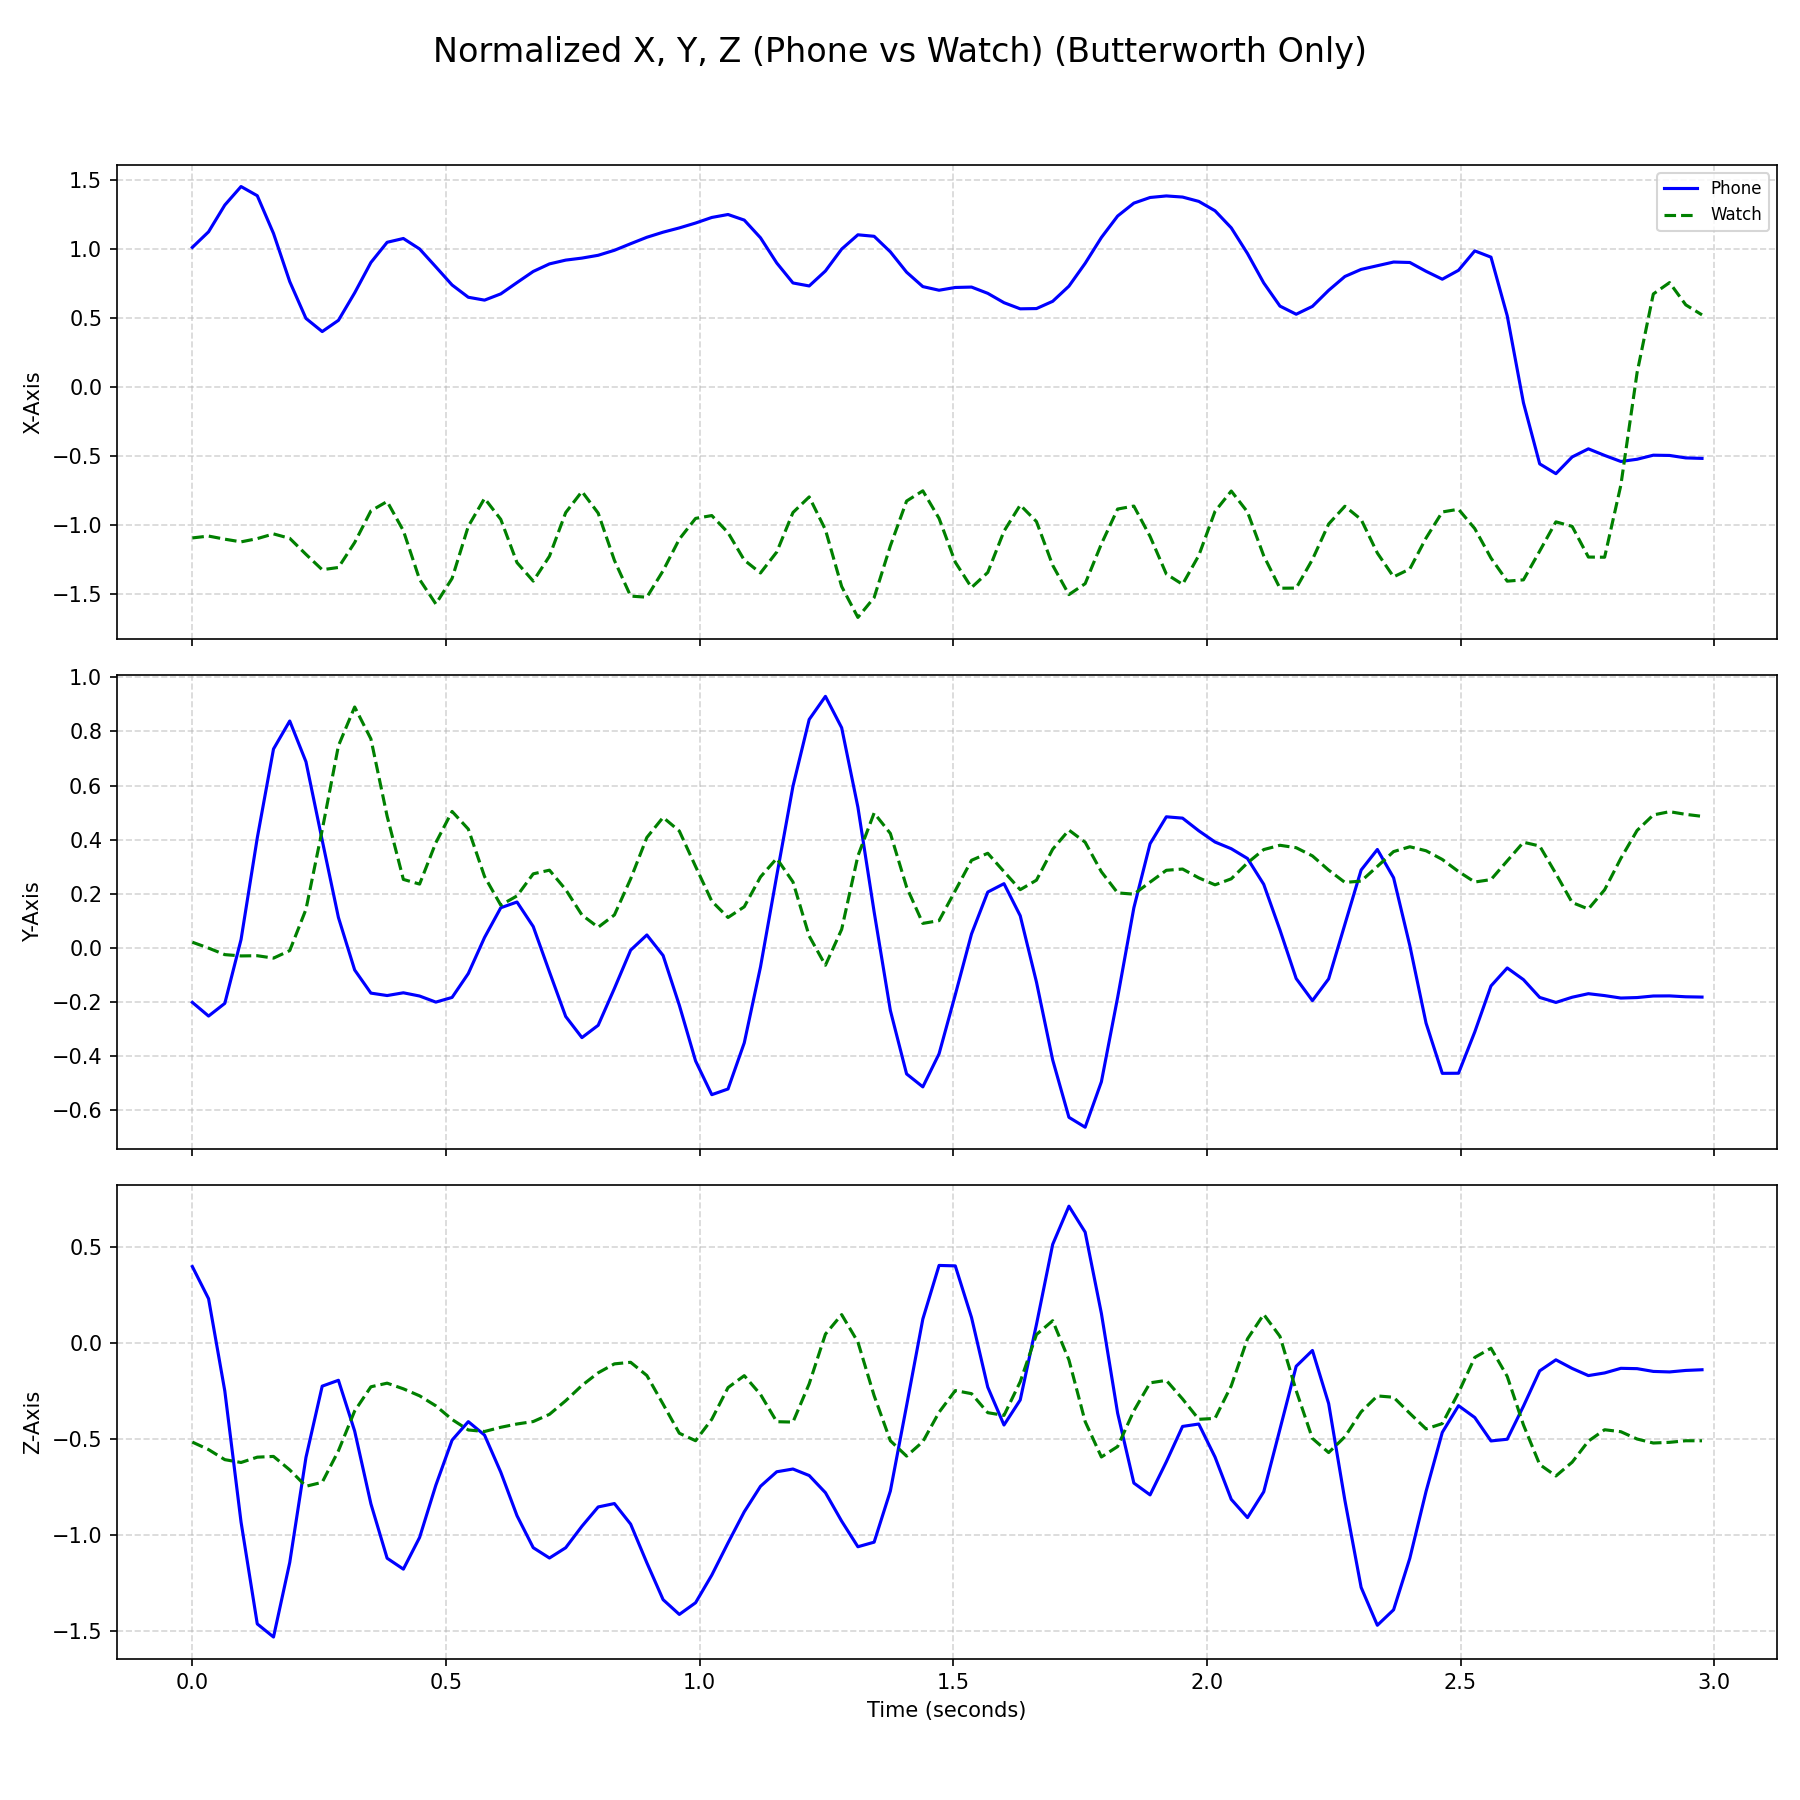 Normalized X, Y, Z (Phone vs Watch) (Butterworth Only)
Phone
Watch
1.5
1.0
0.5
0.0
−0.5
−1.0
−1.5
X-Axis
1.0
0.8
0.6
0.4
0.2
0.0
−0.2
−0.4
−0.6
Y-Axis
0.5
0.0
−0.5
−1.0
−1.5
Z-Axis
0.0 0.5 1.0 1.5 2.0 2.5 3.0
Time (seconds)